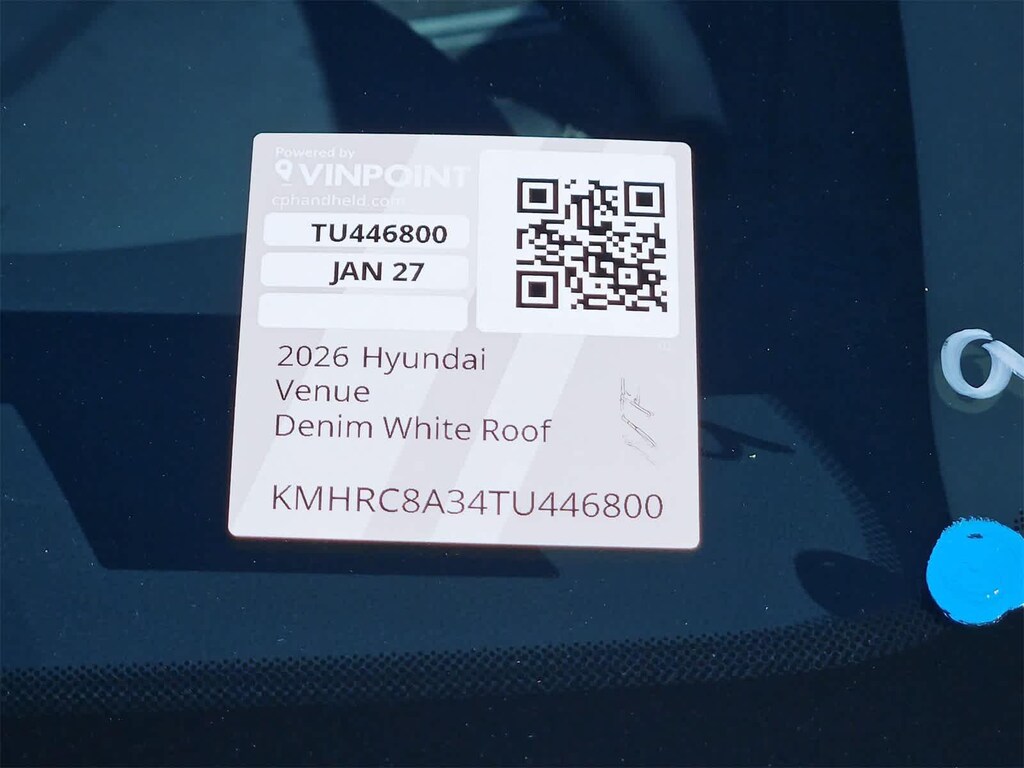 Powered by
VINPOINT
cphandheld.com
TU446800
JAN 27
2026 Hyundai
Venue
Denim White Roof
KMHRC8A34TU446800